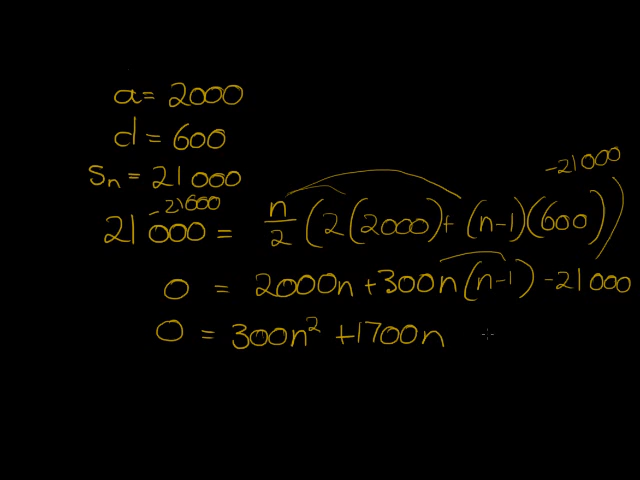 a = 2000
d = 600
Sn = 21 000
-21000
-21000
21 000 = n/2 (2(2000) + (n-1)(600))
0 = 2000n + 300n(n-1) - 21000
0 = 300n² + 1700n